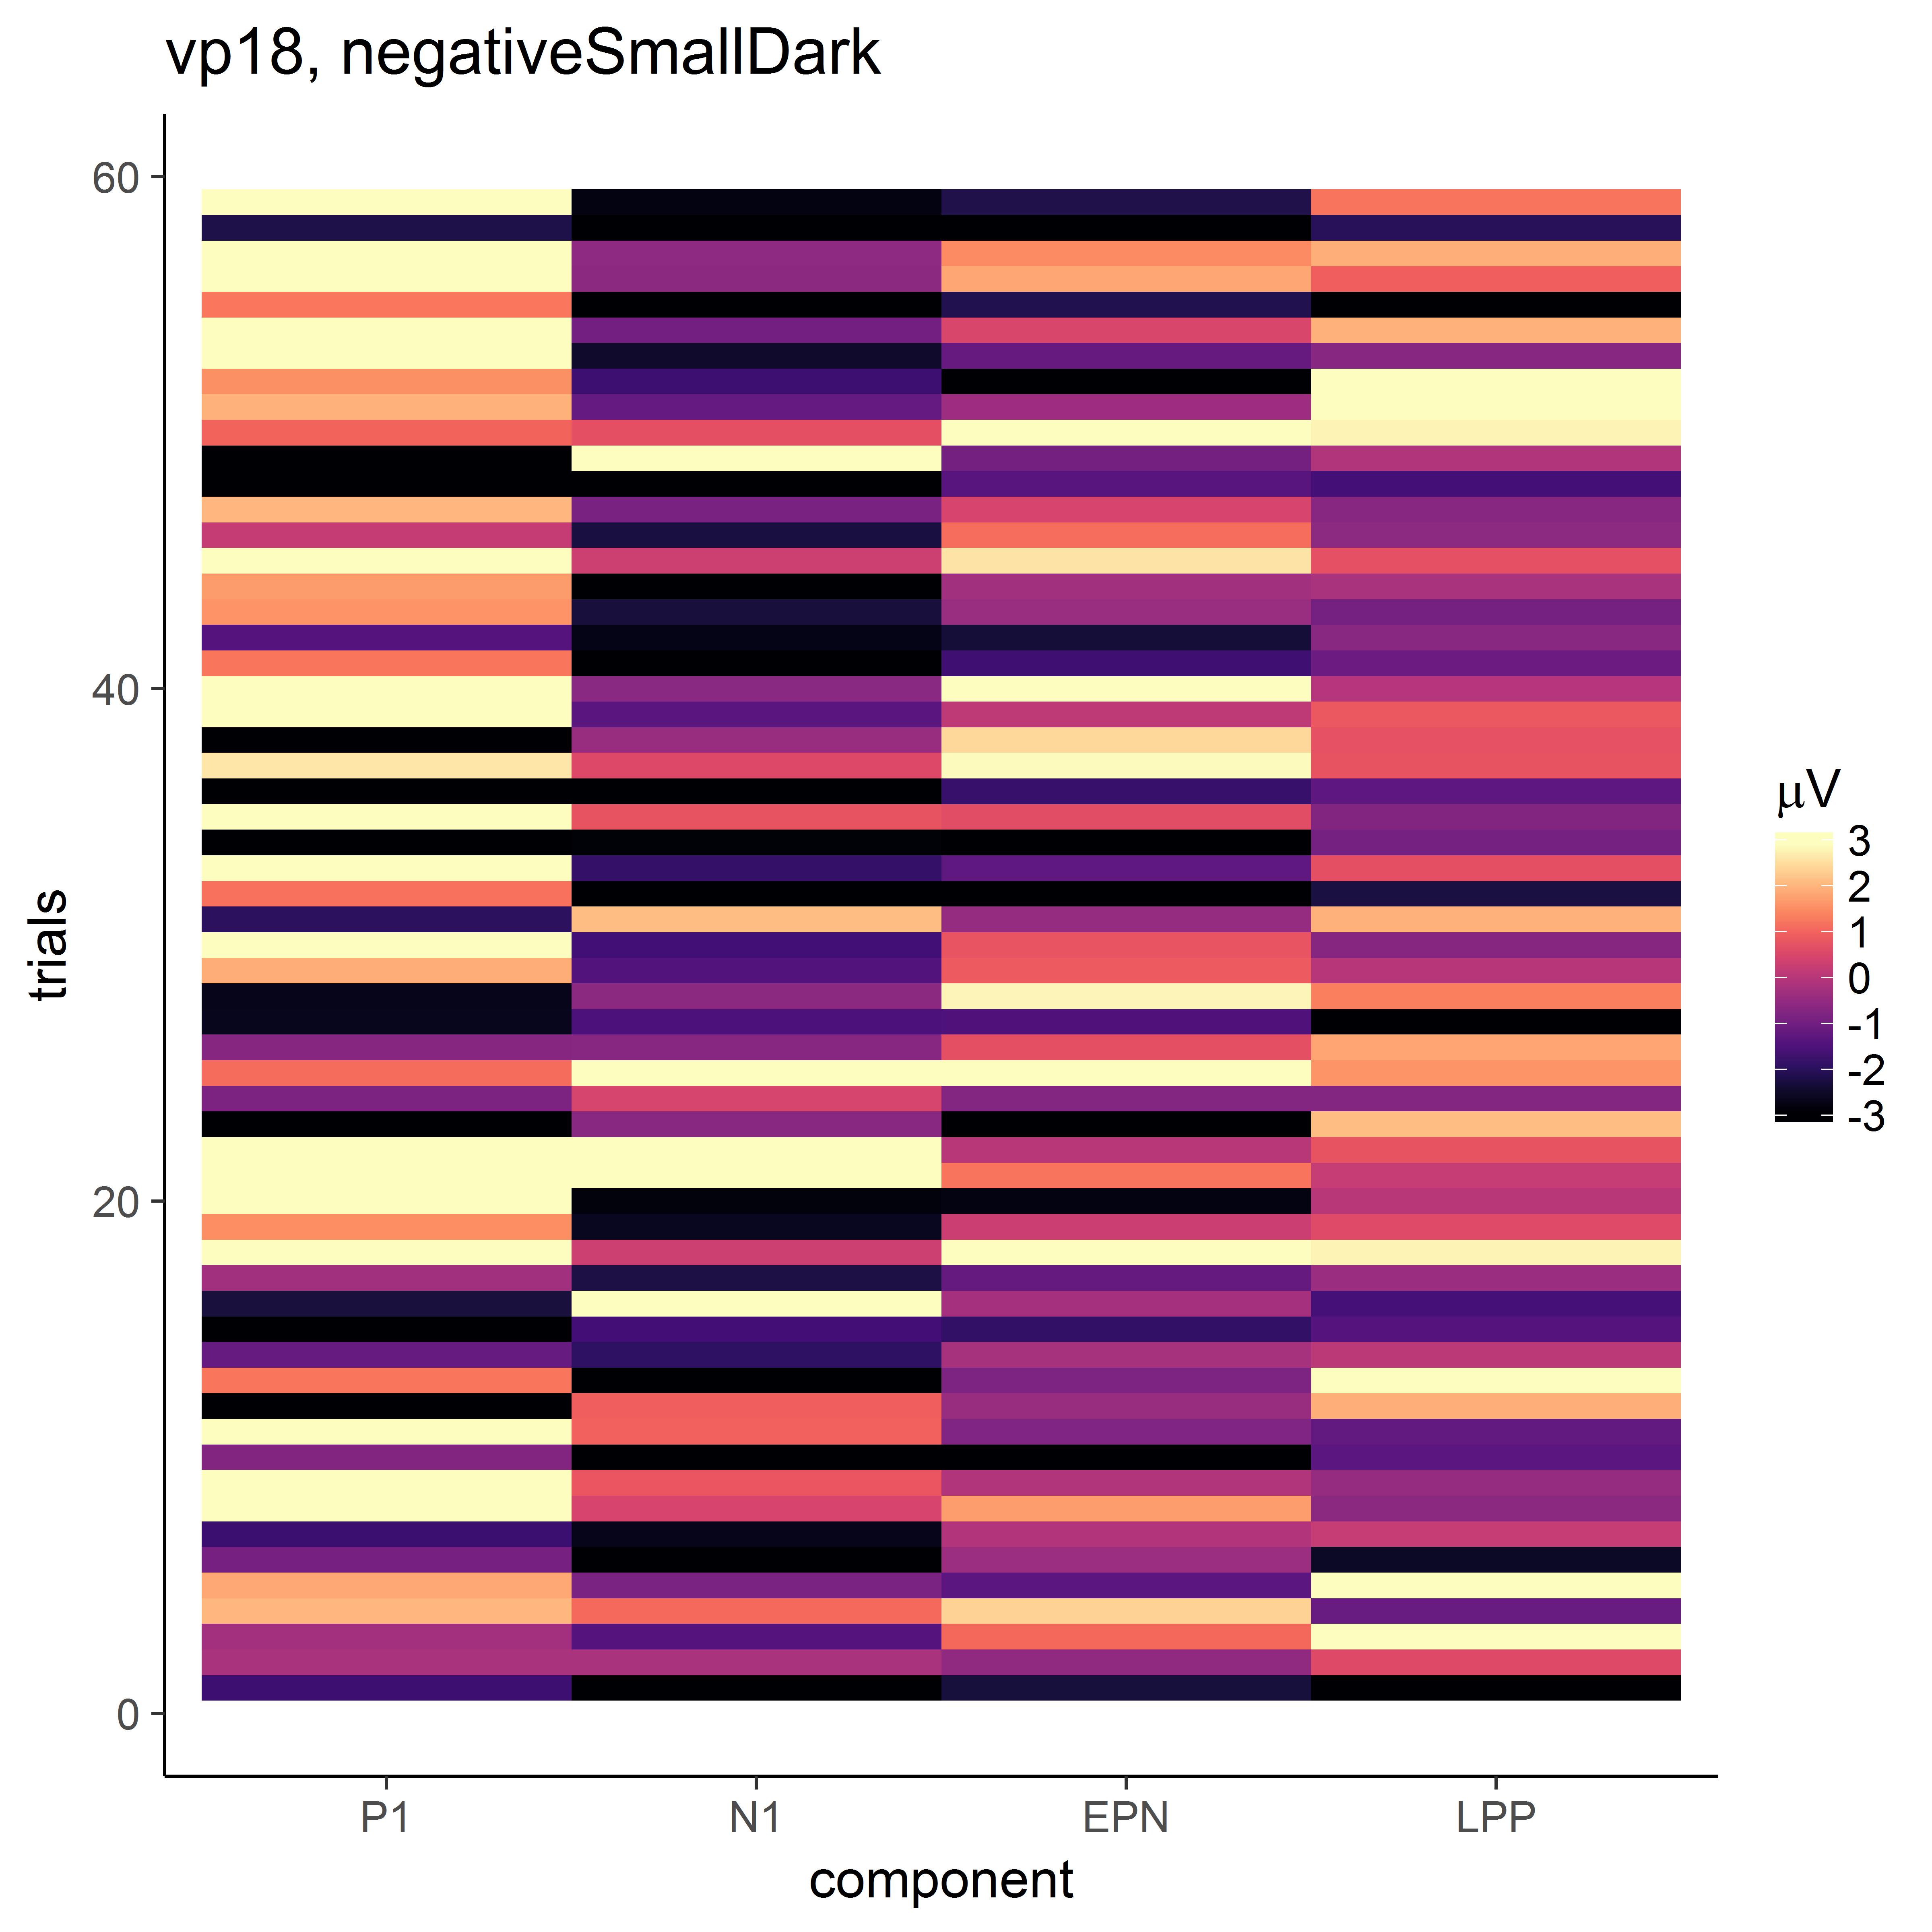 vp18, negativeSmallDark
60
40
20
0
trials
P1 N1 EPN LPP
component
μV
3
2
1
0
-1
-2
-3